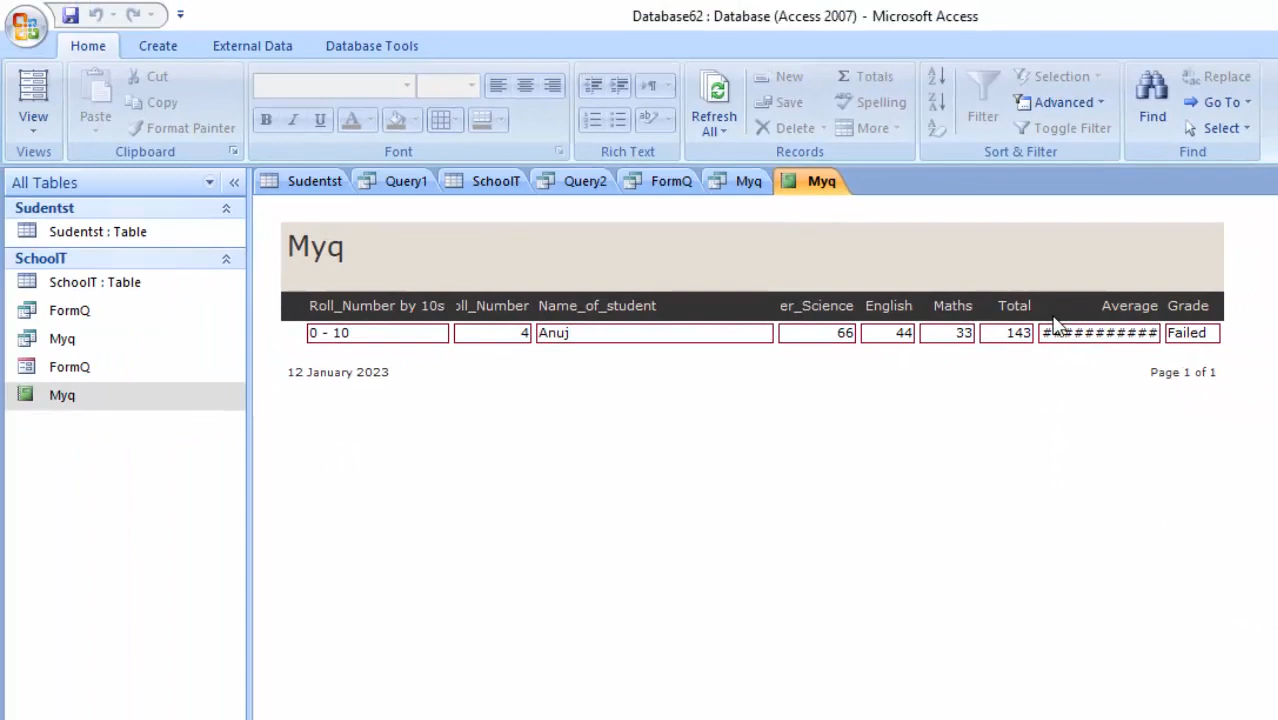 Database62 : Database (Access 2007) - Microsoft Access
Home Create External Data Database Tools
View
Views
Paste
Cut
Copy
Format Painter
Clipboard
B I U A
Font
Rich Text
Refresh All
New
Save
Delete
Totals
Spelling
More
Records
Filter
Selection
Advanced
Toggle Filter
Sort & Filter
Find
Replace
Go To
Select
Find
All Tables
Sudentst
Sudentst : Table
SchoolT
SchoolT : Table
FormQ
Myq
FormQ
Myq
Sudentst Query1 SchoolT Query2 FormQ Myq Myq
Myq
Roll_Number by 10s oll_Number Name_of_student er_Science English Maths Total Average Grade
0 - 10 4 Anuj 66 44 33 143 ########### Failed
12 January 2023 Page 1 of 1